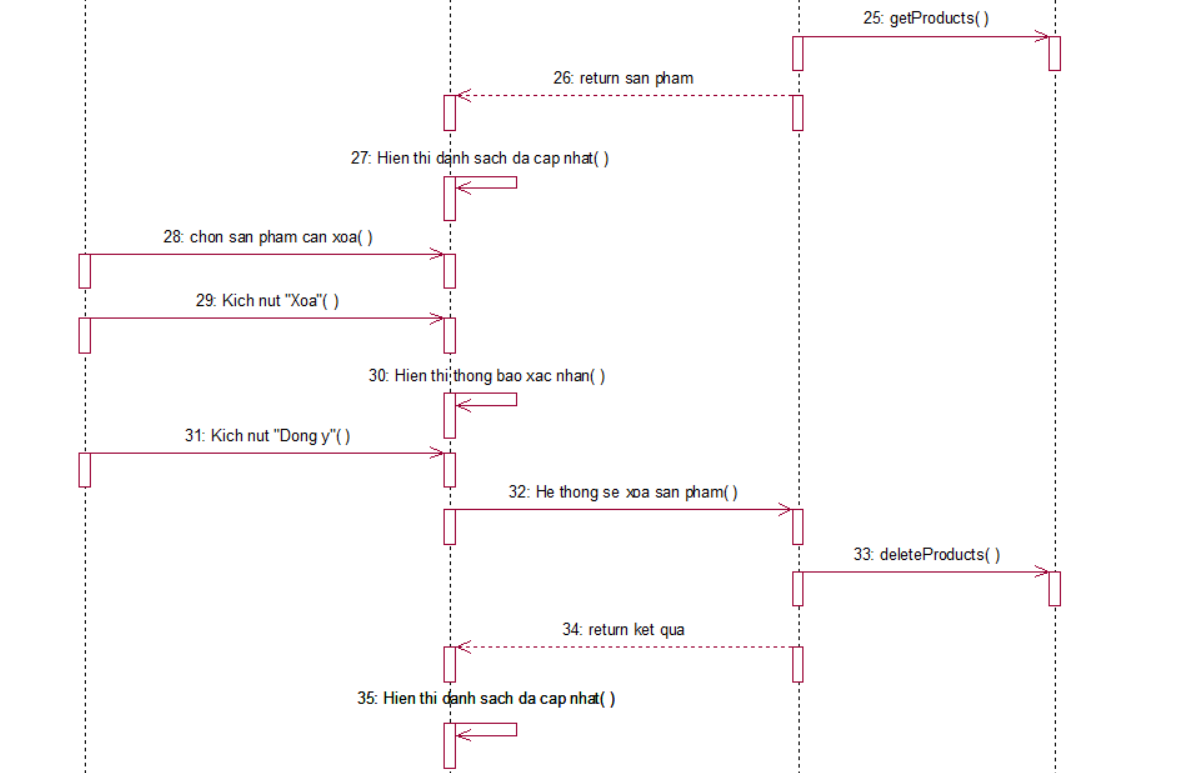 25: getProducts( )
26: return san pham
27: Hien thi danh sach da cap nhat( )
28: chon san pham can xoa( )
29: Kich nut "Xoa"( )
30: Hien thi thong bao xac nhan( )
31: Kich nut "Dong y"( )
32: He thong se xoa san pham( )
33: deleteProducts( )
34: return ket qua
35: Hien thi danh sach da cap nhat( )